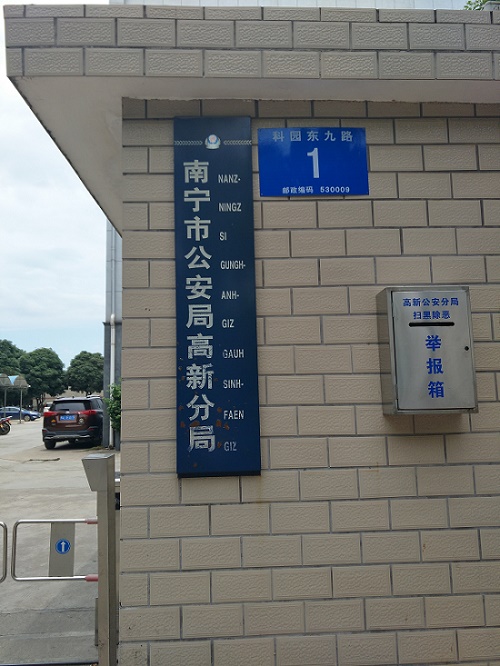 南宁市公安局高新分局
NANZ-
NINGZ
SI
GUNGH-
ANH-
GIZ
GAUH
SINH-
FAEN
GIZ
科园东九路
1
邮政编码 530009
高新公安分局
扫黑除恶
举报箱